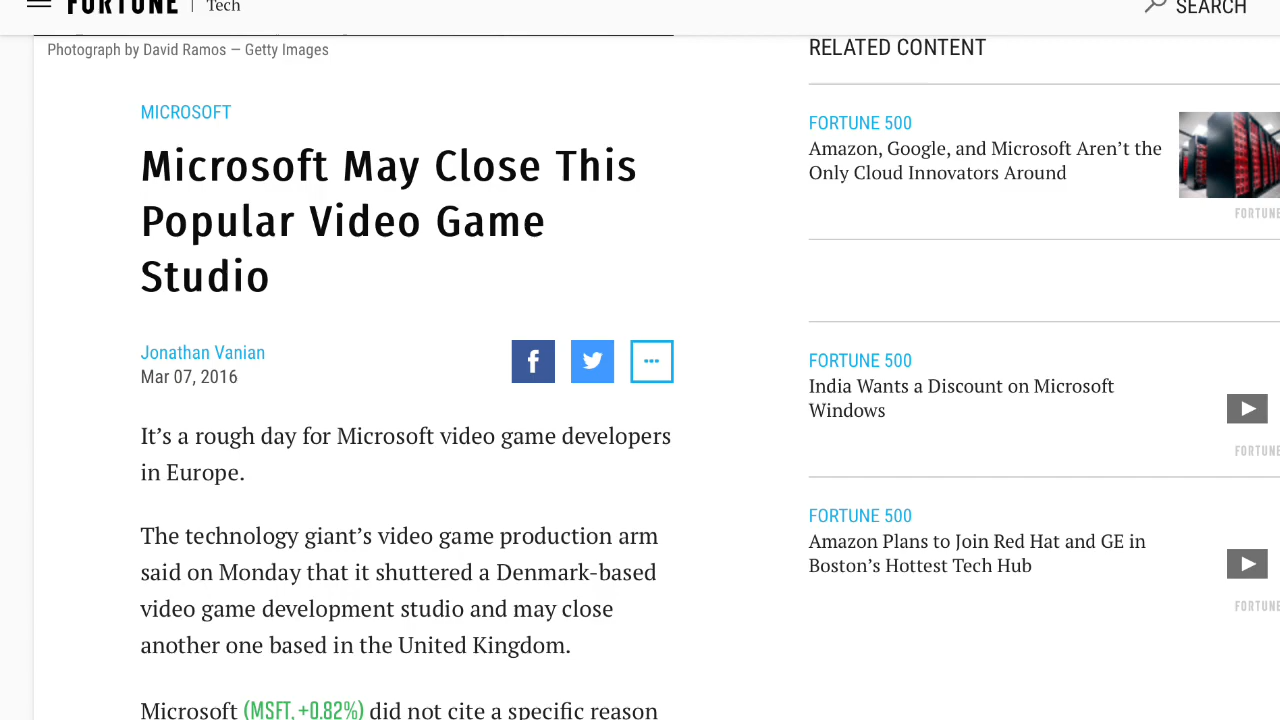 FORTUNE | Tech
SEARCH
Photograph by David Ramos — Getty Images
MICROSOFT
Microsoft May Close This
Popular Video Game
Studio
Jonathan Vanian
Mar 07, 2016
It’s a rough day for Microsoft video game developers
in Europe.
The technology giant’s video game production arm
said on Monday that it shuttered a Denmark-based
video game development studio and may close
another one based in the United Kingdom.
Microsoft (MSFT, +0.82%) did not cite a specific reason
RELATED CONTENT
FORTUNE 500
Amazon, Google, and Microsoft Aren’t the
Only Cloud Innovators Around
FORTUNE
FORTUNE 500
India Wants a Discount on Microsoft
Windows
FORTUNE
FORTUNE 500
Amazon Plans to Join Red Hat and GE in
Boston’s Hottest Tech Hub
FORTUNE